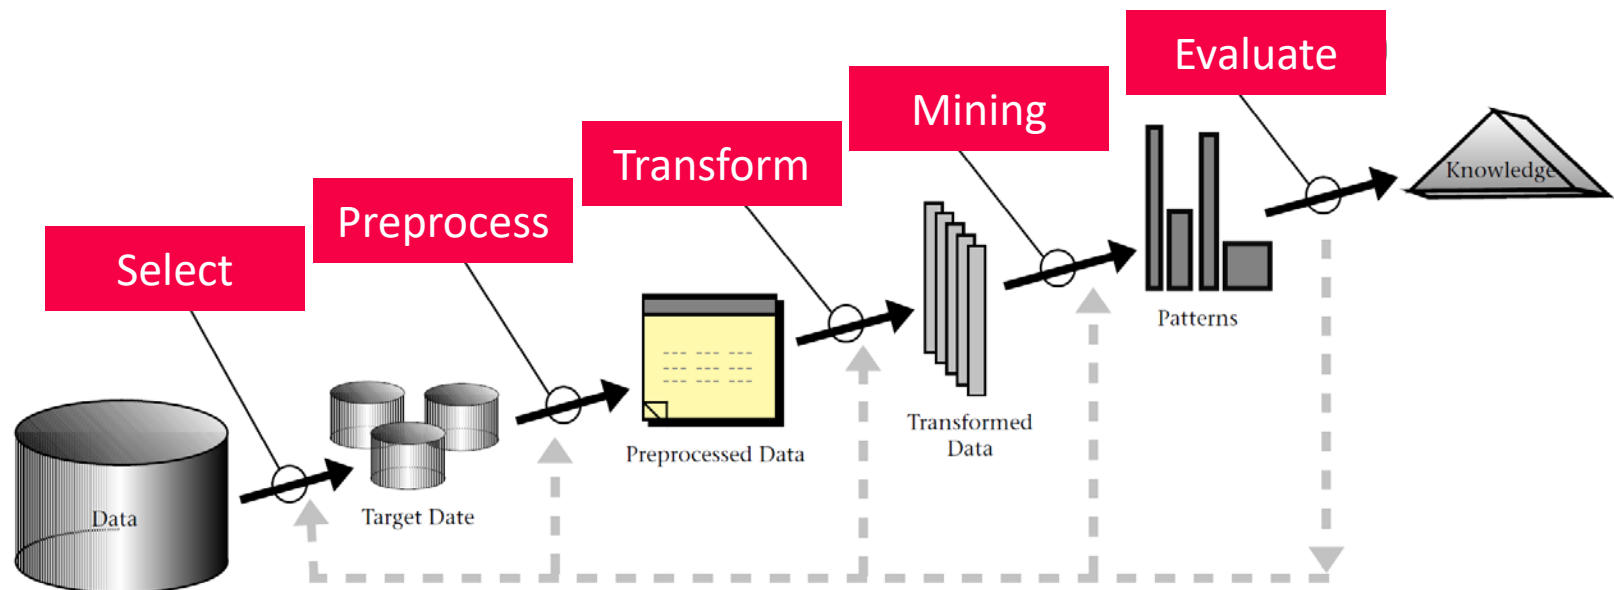 Evaluate
Mining
Transform
Preprocess
Select
Knowledge
Patterns
Transformed
Data
Preprocessed Data
Target Date
Data